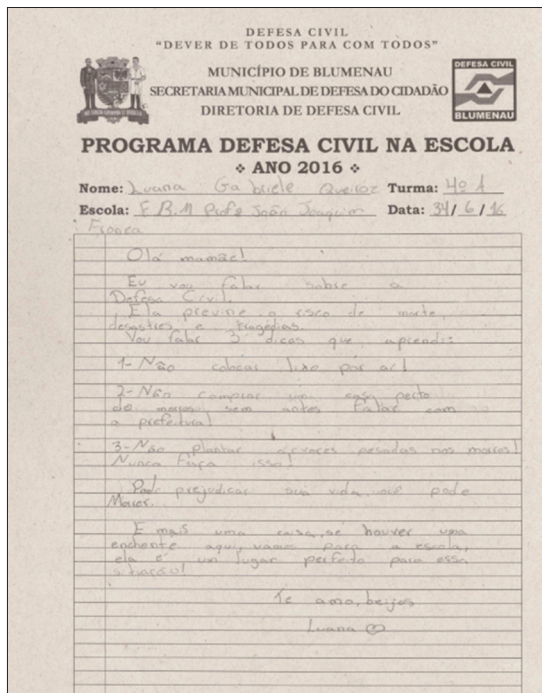 DEFESA CIVIL
"DEVER DE TODOS PARA COM TODOS"
MUNICÍPIO DE BLUMENAU
SECRETARIA MUNICIPAL DE DEFESA DO CIDADÃO
DIRETORIA DE DEFESA CIVIL
DEFESA CIVIL
BLUMENAU
PROGRAMA DEFESA CIVIL NA ESCOLA
❖ ANO 2016 ❖
Nome: Luana Gabriele Queiroz Turma: 4º A
Escola: E.B.M Profº João Joaquim Data: /6/16
Fronza
Olá mamãe!
Eu vou falar sobre a
Defesa Civil.
Ela previne o risco de morte,
desastres e tragédias.
Vou falar 3 dicas que aprendi:
1- Não colocar lixo por aí!
2- Não comprar um casa perto
de morros sem antes falar com
a prefeitura!
3- Não plantar árvores pesadas nos morros!
Nunca faça isso!
Pode prejudicar sua vida, você pode
Morer.
E mais uma coisa, se houver uma
enchente aqui, vamos para a escola,
ela é um lugar perfeito para essa
situação!
Te amo, beijos
Luana ♡